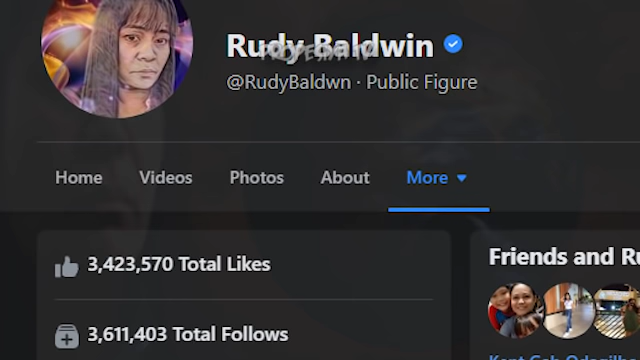 Rudy Baldwin
@RudyBaldwn · Public Figure
Home Videos Photos About More
3,423,570 Total Likes
3,611,403 Total Follows
Friends and Ru